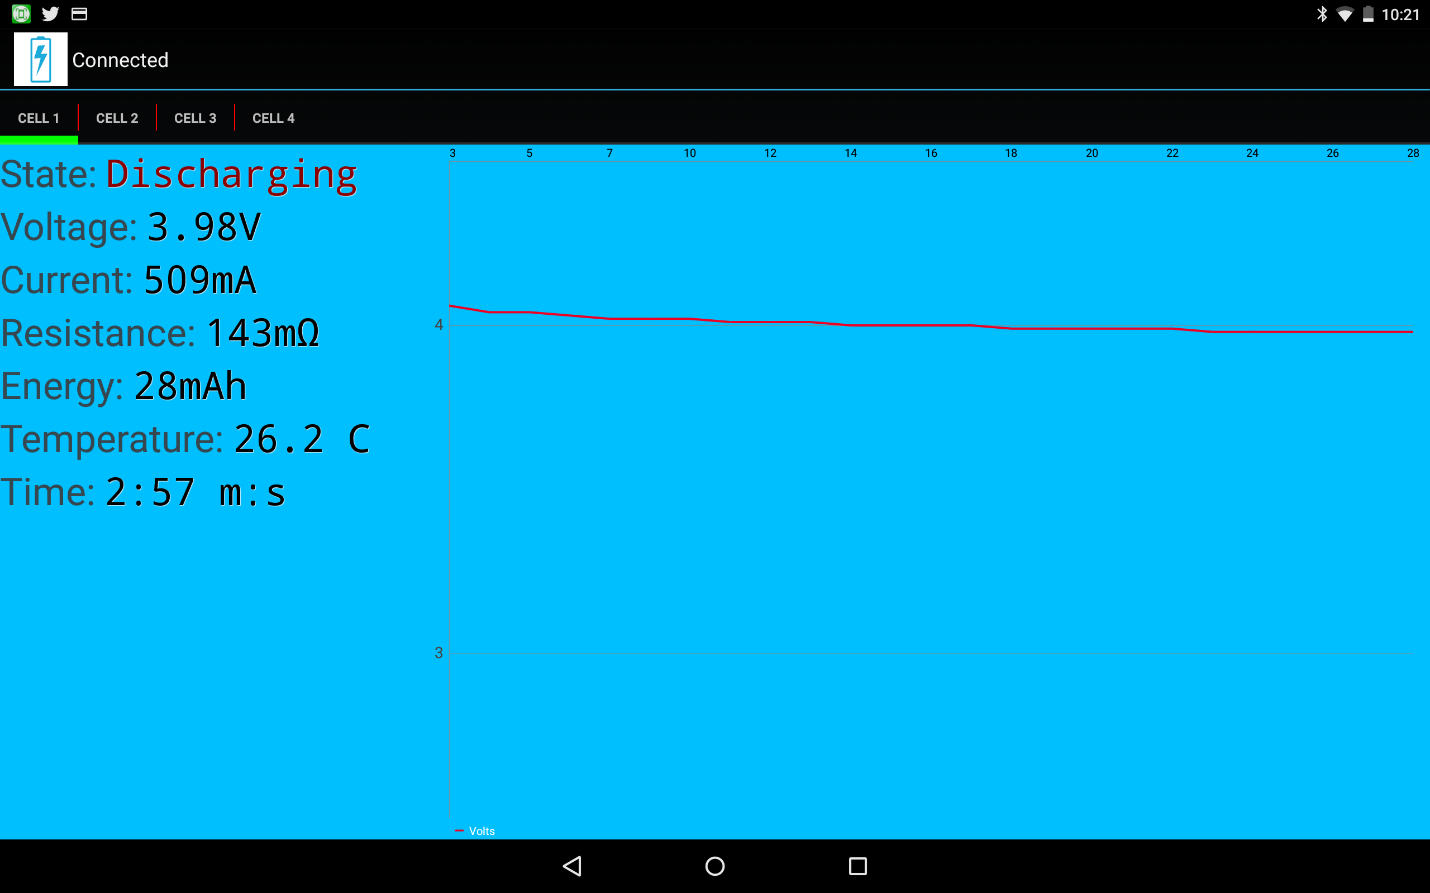 10:21
Connected
CELL 1 CELL 2 CELL 3 CELL 4
State: Discharging
Voltage: 3.98V
Current: 509mA
Resistance: 143mΩ
Energy: 28mAh
Temperature: 26.2 C
Time: 2:57 m:s
3 5 7 10 12 14 16 18 20 22 24 26 28
4
3
Volts